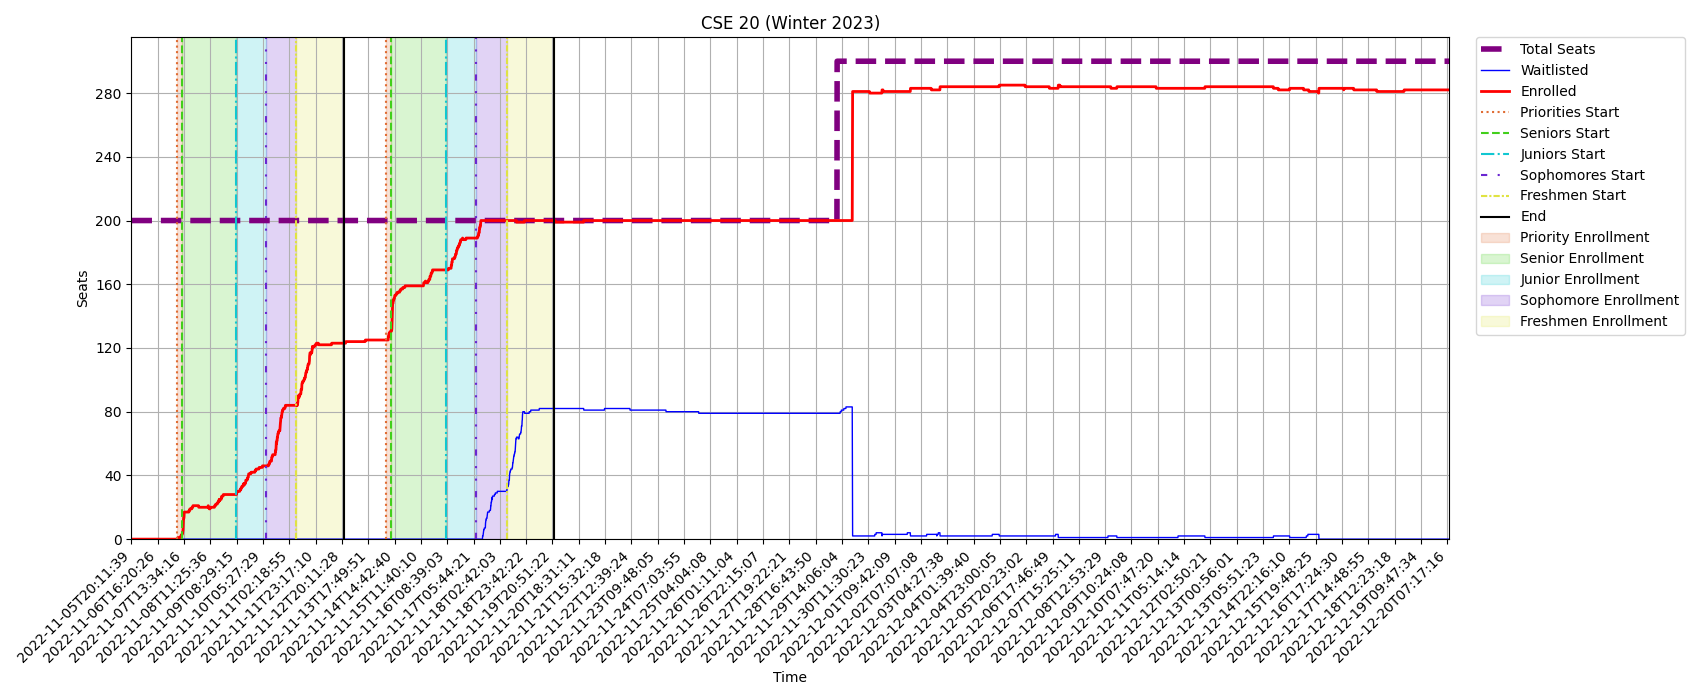 CSE 20 (Winter 2023)
Seats
280
240
200
160
120
80
40
0
2022-11-05T20:11:39
2022-11-06T16:20:26
2022-11-07T13:34:16
2022-11-08T11:25:36
2022-11-09T08:29:15
2022-11-10T05:27:29
2022-11-11T02:18:55
2022-11-11T23:17:10
2022-11-12T20:11:28
2022-11-13T17:49:51
2022-11-14T14:42:40
2022-11-15T11:40:10
2022-11-16T08:39:03
2022-11-17T05:44:21
2022-11-18T02:42:03
2022-11-18T23:42:22
2022-11-19T20:51:22
2022-11-20T18:31:11
2022-11-21T15:32:18
2022-11-22T12:39:24
2022-11-23T09:48:05
2022-11-24T07:03:55
2022-11-25T04:04:08
2022-11-26T01:11:04
2022-11-26T22:15:07
2022-11-27T19:22:21
2022-11-28T16:43:50
2022-11-29T14:06:04
2022-11-30T11:30:23
2022-12-01T09:42:09
2022-12-02T07:07:08
2022-12-03T04:27:38
2022-12-04T01:39:40
2022-12-04T23:00:05
2022-12-05T20:23:02
2022-12-06T17:46:49
2022-12-07T15:25:11
2022-12-08T12:53:29
2022-12-09T10:24:08
2022-12-10T07:47:20
2022-12-11T05:14:14
2022-12-12T02:50:21
2022-12-13T00:56:01
2022-12-13T23:51:23
2022-12-14T22:16:10
2022-12-15T19:48:25
2022-12-16T17:24:30
2022-12-17T14:48:55
2022-12-18T12:23:18
2022-12-19T09:47:34
2022-12-20T07:17:16
Time
Total Seats
Waitlisted
Enrolled
Priorities Start
Seniors Start
Juniors Start
Sophomores Start
Freshmen Start
End
Priority Enrollment
Senior Enrollment
Junior Enrollment
Sophomore Enrollment
Freshmen Enrollment